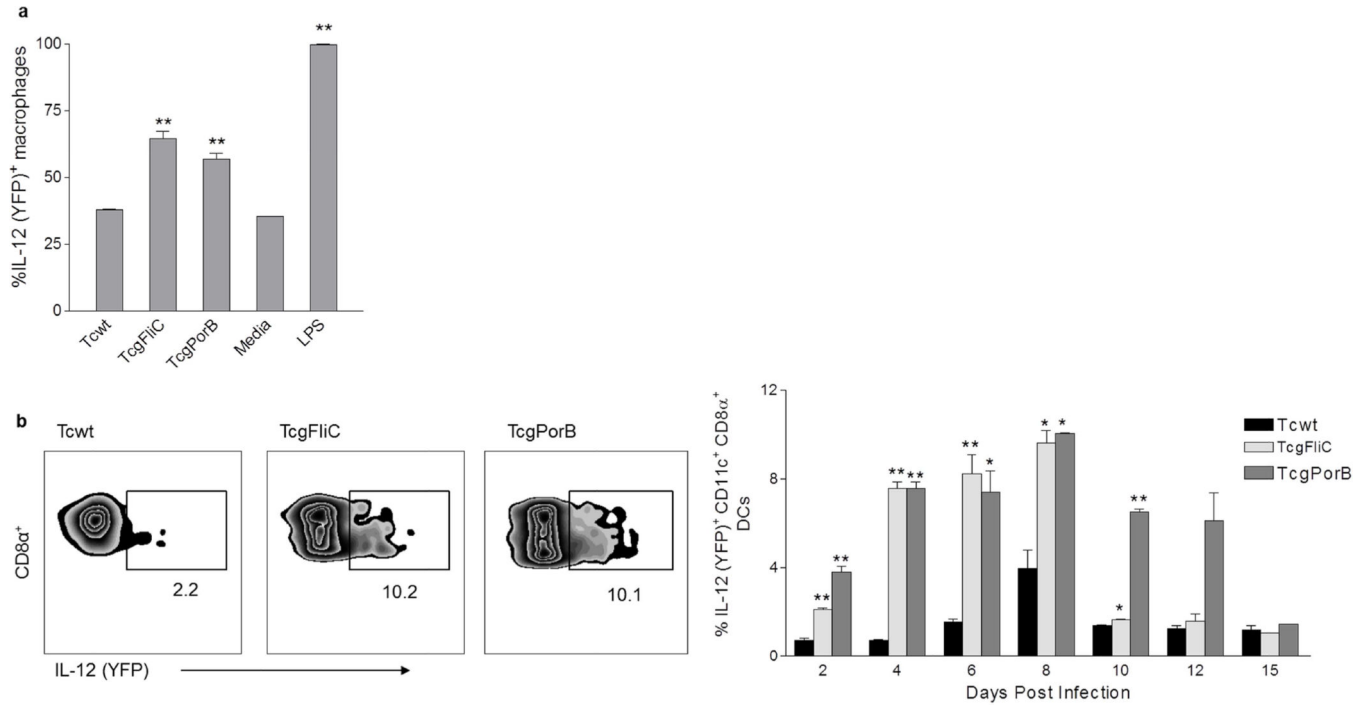 a
%IL-12 (YFP)⁺ macrophages
100
75
50
25
0
**
**
**
Tcwt
TcgFliC
TcgPorB
Media
LPS
b
Tcwt
TcgFliC
TcgPorB
CD8α⁺
2.2
10.2
10.1
IL-12 (YFP)
% IL-12 (YFP)⁺ CD11c⁺ CD8α⁺
DCs
12
8
4
0
** **
** **
** *
* *
* **
2 4 6 8 10 12 15
Days Post Infection
Tcwt
TcgFliC
TcgPorB